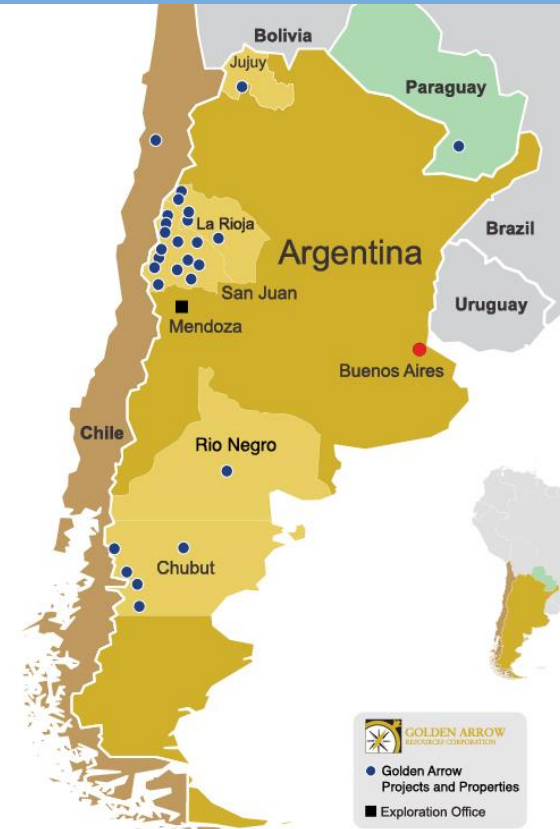 Bolivia
Jujuy
Paraguay
La Rioja
Brazil
Argentina
San Juan
Uruguay
Mendoza
Buenos Aires
Chile
Rio Negro
Chubut
GOLDEN ARROW
RESOURCES CORPORATION
Golden Arrow
Projects and Properties
Exploration Office